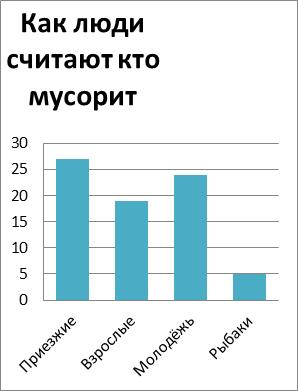 Как люди
считают кто
мусорит
30
25
20
15
10
5
0
Приезжие
Взрослые
Молодёжь
Рыбаки